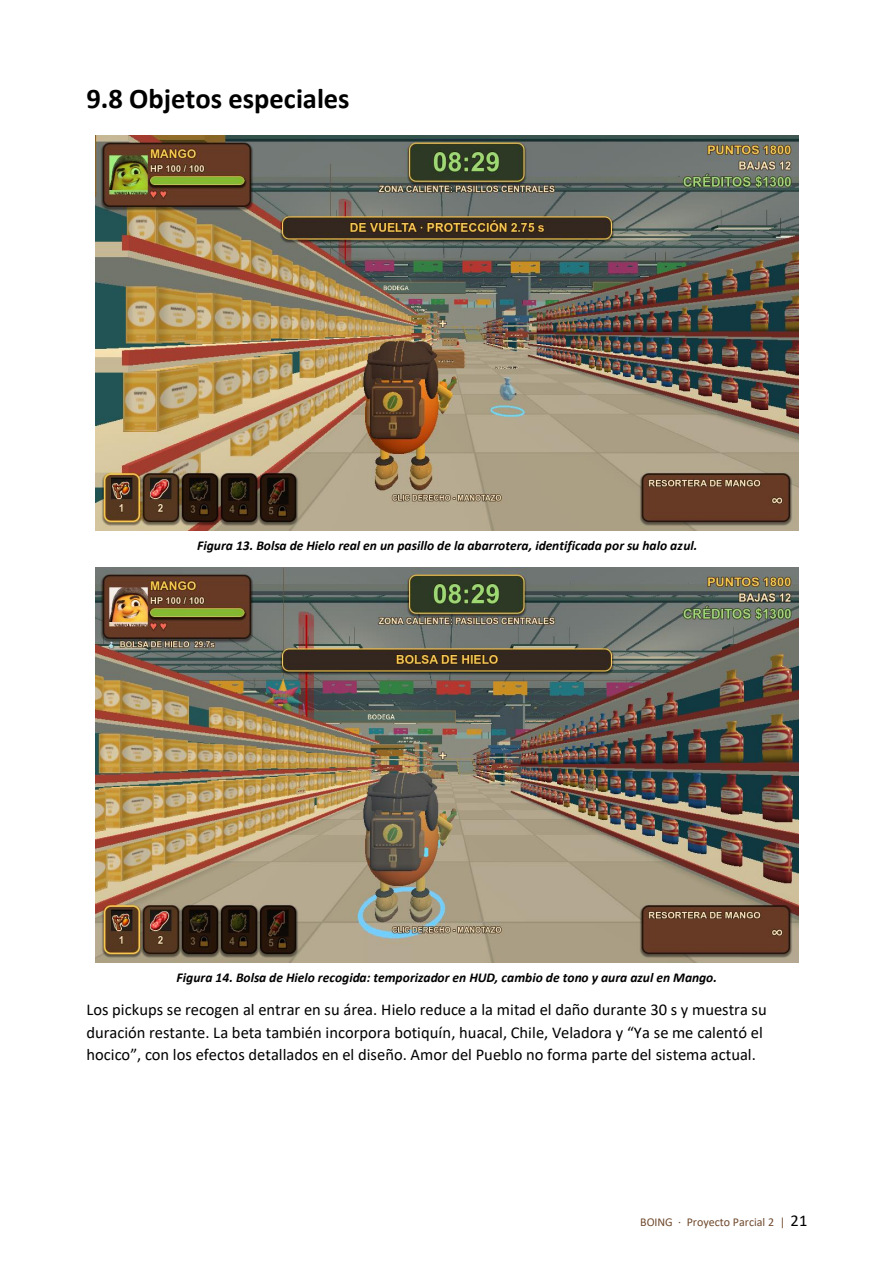 9.8 Objetos especiales
MANGO
HP 100 / 100
08:29
ZONA CALIENTE: PASILLOS CENTRALES
PUNTOS 1800
BAJAS 12
CRÉDITOS $1300
DE VUELTA · PROTECCIÓN 2.75 s
BODEGA
1 2 3 4 5
CLIC DERECHO - MANOTAZO
RESORTERA DE MANGO
∞
Figura 13. Bolsa de Hielo real en un pasillo de la abarrotera, identificada por su halo azul.
MANGO
HP 100 / 100
BOLSA DE HIELO 29.7s
08:29
ZONA CALIENTE: PASILLOS CENTRALES
PUNTOS 1800
BAJAS 12
CRÉDITOS $1300
BOLSA DE HIELO
BODEGA
1 2 3 4 5
CLIC DERECHO - MANOTAZO
RESORTERA DE MANGO
∞
Figura 14. Bolsa de Hielo recogida: temporizador en HUD, cambio de tono y aura azul en Mango.
Los pickups se recogen al entrar en su área. Hielo reduce a la mitad el daño durante 30 s y muestra su
duración restante. La beta también incorpora botiquín, huacal, Chile, Veladora y “Ya se me calentó el
hocico”, con los efectos detallados en el diseño. Amor del Pueblo no forma parte del sistema actual.
BOING · Proyecto Parcial 2 | 21